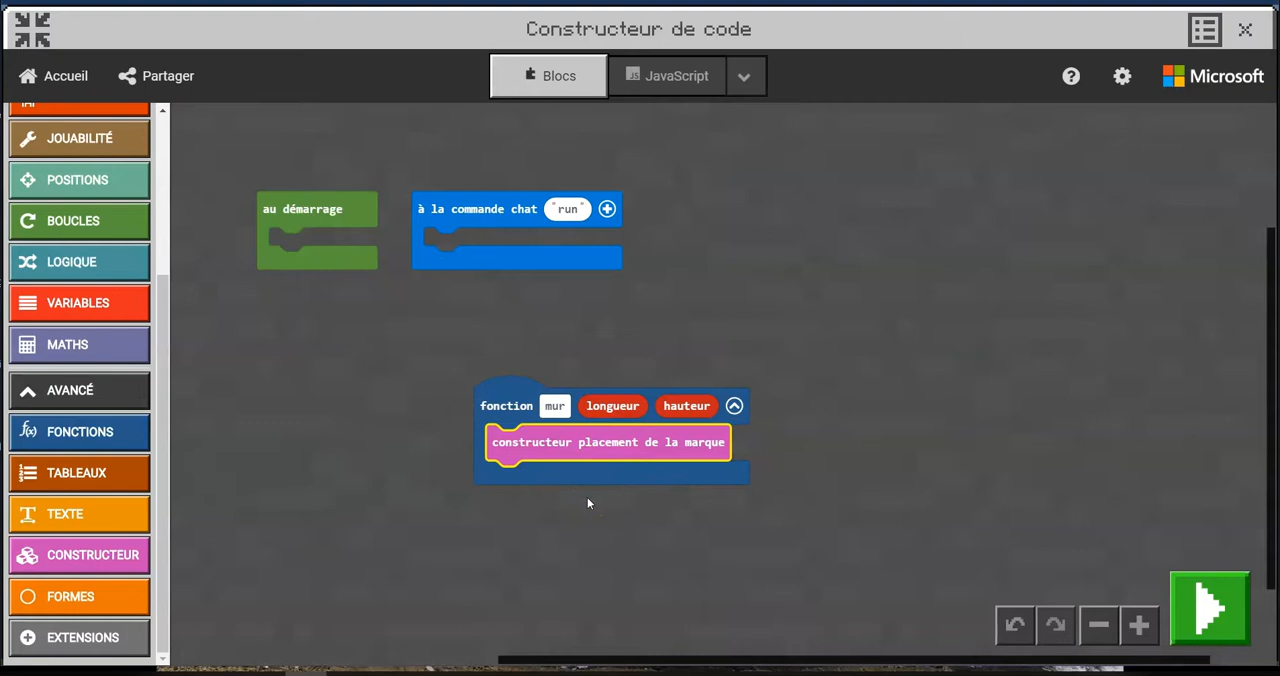 Constructeur de code
Accueil
Partager
Blocs
JS JavaScript
Microsoft
JOUABILITÉ
POSITIONS
BOUCLES
LOGIQUE
VARIABLES
MATHS
AVANCÉ
f(x) FONCTIONS
TABLEAUX
TEXTE
CONSTRUCTEUR
FORMES
EXTENSIONS
au démarrage
à la commande chat "run"
fonction mur longueur hauteur
constructeur placement de la marque